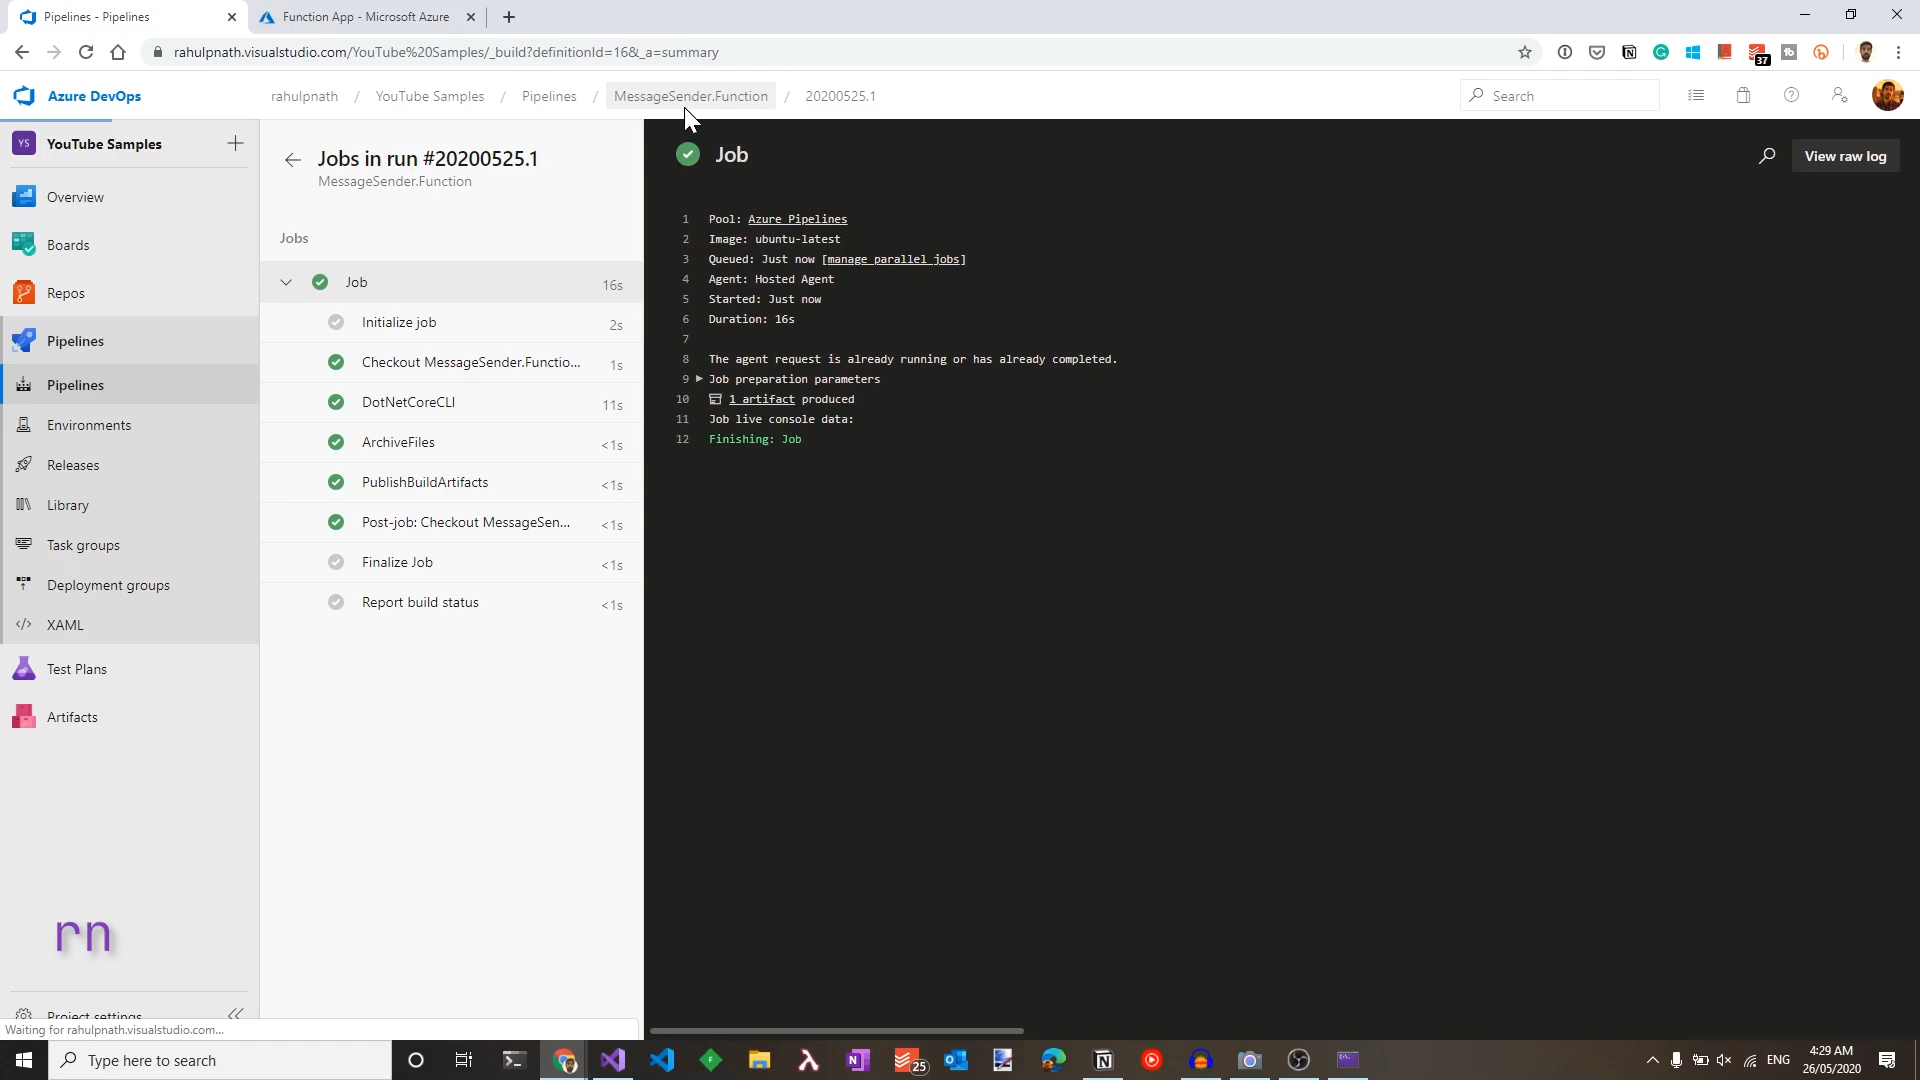 Pipelines - Pipelines
Function App - Microsoft Azure
rahulpnath.visualstudio.com/YouTube%20Samples/_build?definitionId=16&_a=summary
37
Azure DevOps
rahulpnath / YouTube Samples / Pipelines / MessageSender.Function / 20200525.1
Search
YS YouTube Samples
Overview
Boards
Repos
Pipelines
Pipelines
Environments
Releases
Library
Task groups
Deployment groups
XAML
Test Plans
Artifacts
rn
Project settings
Waiting for rahulpnath.visualstudio.com...
Jobs in run #20200525.1
MessageSender.Function
Jobs
Job 16s
Initialize job 2s
Checkout MessageSender.Functio... 1s
DotNetCoreCLI 11s
ArchiveFiles <1s
PublishBuildArtifacts <1s
Post-job: Checkout MessageSen... <1s
Finalize Job <1s
Report build status <1s
Job
View raw log
1 Pool: Azure Pipelines
2 Image: ubuntu-latest
3 Queued: Just now [manage parallel jobs]
4 Agent: Hosted Agent
5 Started: Just now
6 Duration: 16s
7
8 The agent request is already running or has already completed.
9 Job preparation parameters
10 1 artifact produced
11 Job live console data:
12 Finishing: Job
Type here to search
25
ENG
4:29 AM
26/05/2020